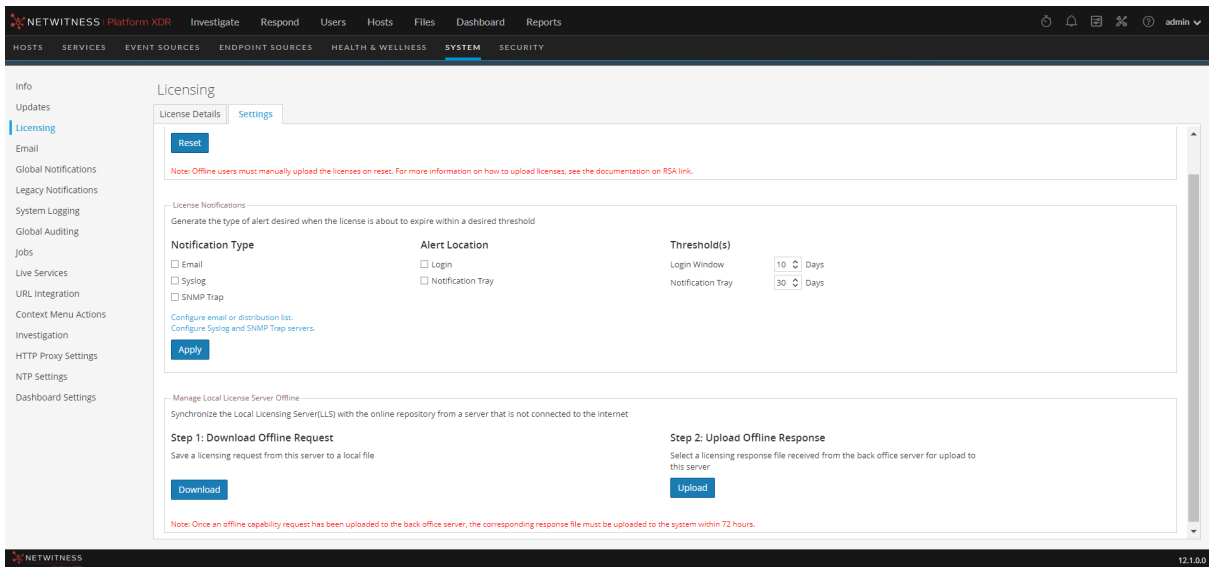 NETWITNESS Platform XDR Investigate Respond Users Hosts Files Dashboard Reports admin
HOSTS SERVICES EVENT SOURCES ENDPOINT SOURCES HEALTH & WELLNESS SYSTEM SECURITY
Info
Updates
Licensing
Email
Global Notifications
Legacy Notifications
System Logging
Global Auditing
Jobs
Live Services
URL Integration
Context Menu Actions
Investigation
HTTP Proxy Settings
NTP Settings
Dashboard Settings
Licensing
License Details Settings
Reset
Note: Offline users must manually upload the licenses on reset. For more information on how to upload licenses, see the documentation on RSA link.
License Notifications
Generate the type of alert desired when the license is about to expire within a desired threshold
Notification Type Alert Location Threshold(s)
Email Login Login Window 10 Days
Syslog Notification Tray Notification Tray 30 Days
SNMP Trap
Configure email or distribution list.
Configure Syslog and SNMP Trap servers.
Apply
Manage Local License Server Offline
Synchronize the Local Licensing Server(LLS) with the online repository from a server that is not connected to the internet
Step 1: Download Offline Request Step 2: Upload Offline Response
Save a licensing request from this server to a local file Select a licensing response file received from the back office server for upload to
this server
Download Upload
Note: Once an offline capability request has been uploaded to the back office server, the corresponding response file must be uploaded to the system within 72 hours.
NETWITNESS 12.1.0.0